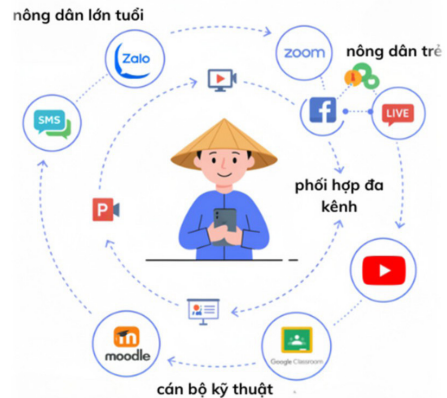 nông dân lớn tuổi
Zalo
zoom
nông dân trẻ
SMS
LIVE
P
phối hợp đa
kênh
moodle
Google Classroom
cán bộ kỹ thuật